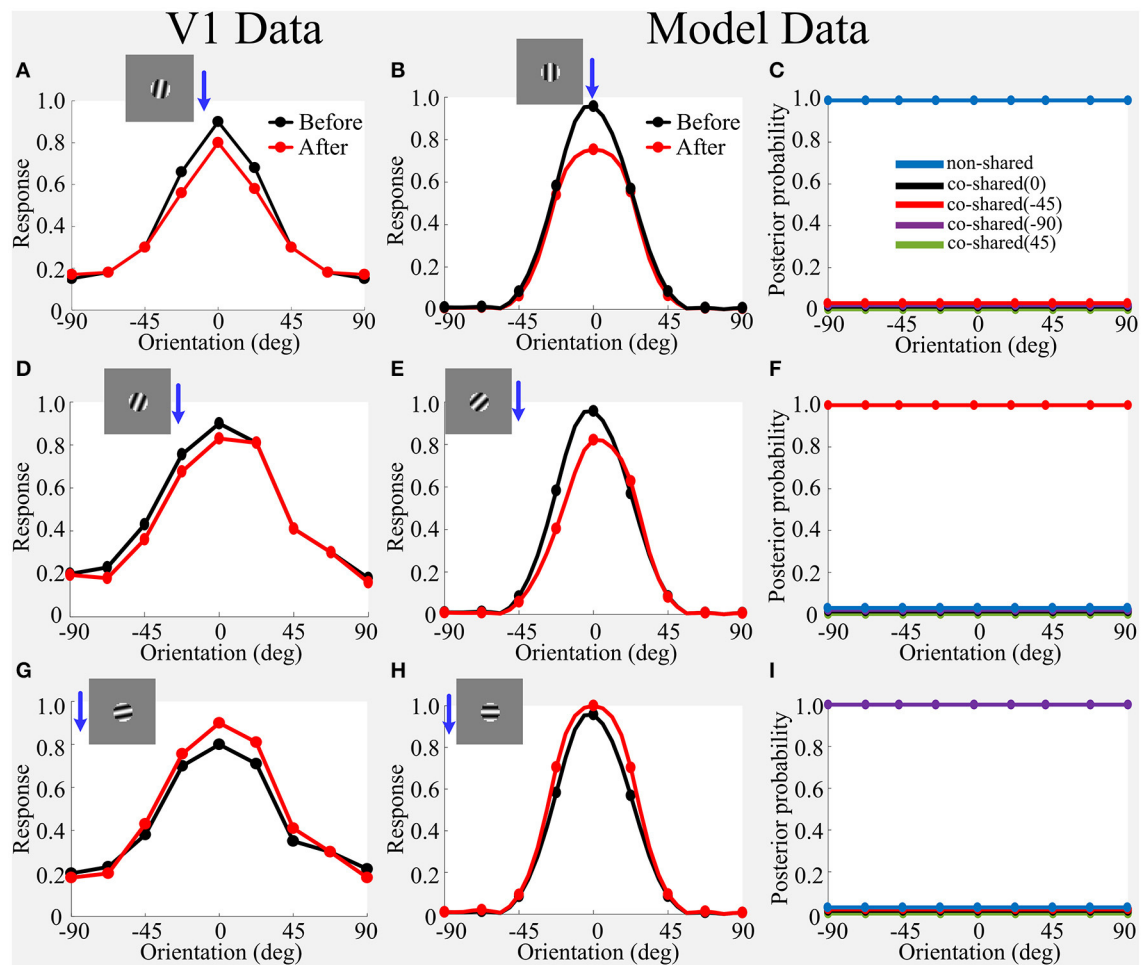 V1 Data
Model Data
A
1.0
0.8
0.6
0.4
0.2
0
Response
Before
After
-90
-45
0
45
90
Orientation (deg)
B
1.0
0.8
0.6
0.4
0.2
0
Response
Before
After
-90
-45
0
45
90
Orientation (deg)
C
1.0
0.8
0.6
0.4
0.2
0
Posterior probability
non-shared
co-shared(0)
co-shared(-45)
co-shared(-90)
co-shared(45)
-90
-45
0
45
90
Orientation (deg)
D
1.0
0.8
0.6
0.4
0.2
0
Response
-90
-45
0
45
90
Orientation (deg)
E
1.0
0.8
0.6
0.4
0.2
0
Response
-90
-45
0
45
90
Orientation (deg)
F
1.0
0.8
0.6
0.4
0.2
0
Posterior probability
-90
-45
0
45
90
Orientation (deg)
G
1.0
0.8
0.6
0.4
0.2
0
Response
-90
-45
0
45
90
Orientation (deg)
H
1.0
0.8
0.6
0.4
0.2
0
Response
-90
-45
0
45
90
Orientation (deg)
I
1.0
0.8
0.6
0.4
0.2
0
Posterior probability
-90
-45
0
45
90
Orientation (deg)